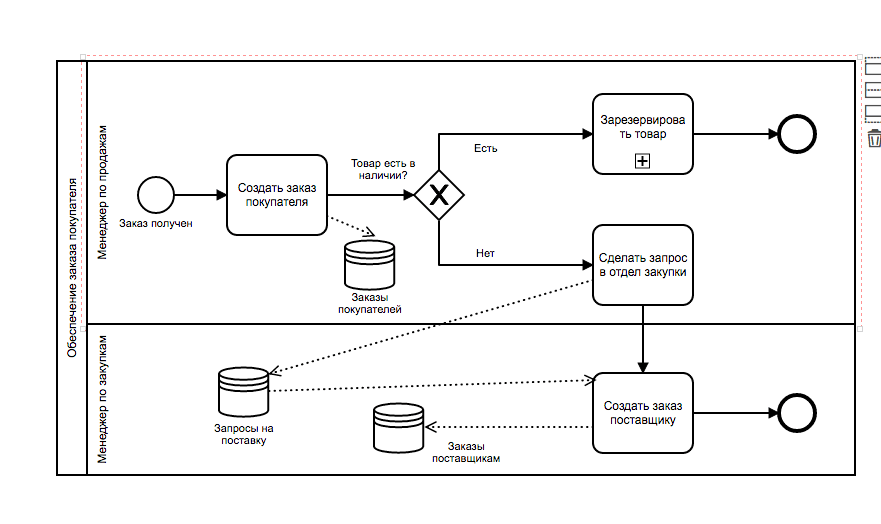 Обеспечение заказа покупателя
Менеджер по продажам
Заказ получен
Создать заказ
покупателя
Товар есть в
наличии?
Заказы
покупателей
Есть
Нет
Зарезервирова
ть товар
Сделать запрос
в отдел закупки
Менеджер по закупкам
Запросы на
поставку
Заказы
поставщикам
Создать заказ
поставщику